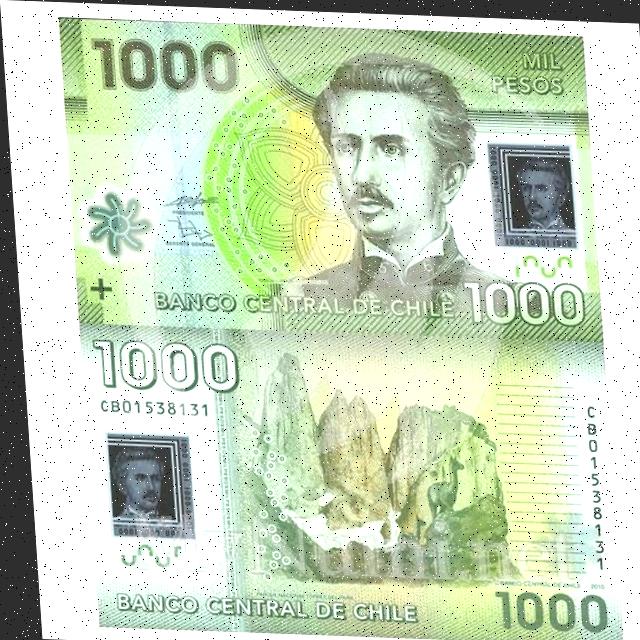 1000
MIL
PESOS
BANCO CENTRAL DE CHILE 1000
1000
CB01538131
CB01538131
BANCO CENTRAL DE CHILE
1000